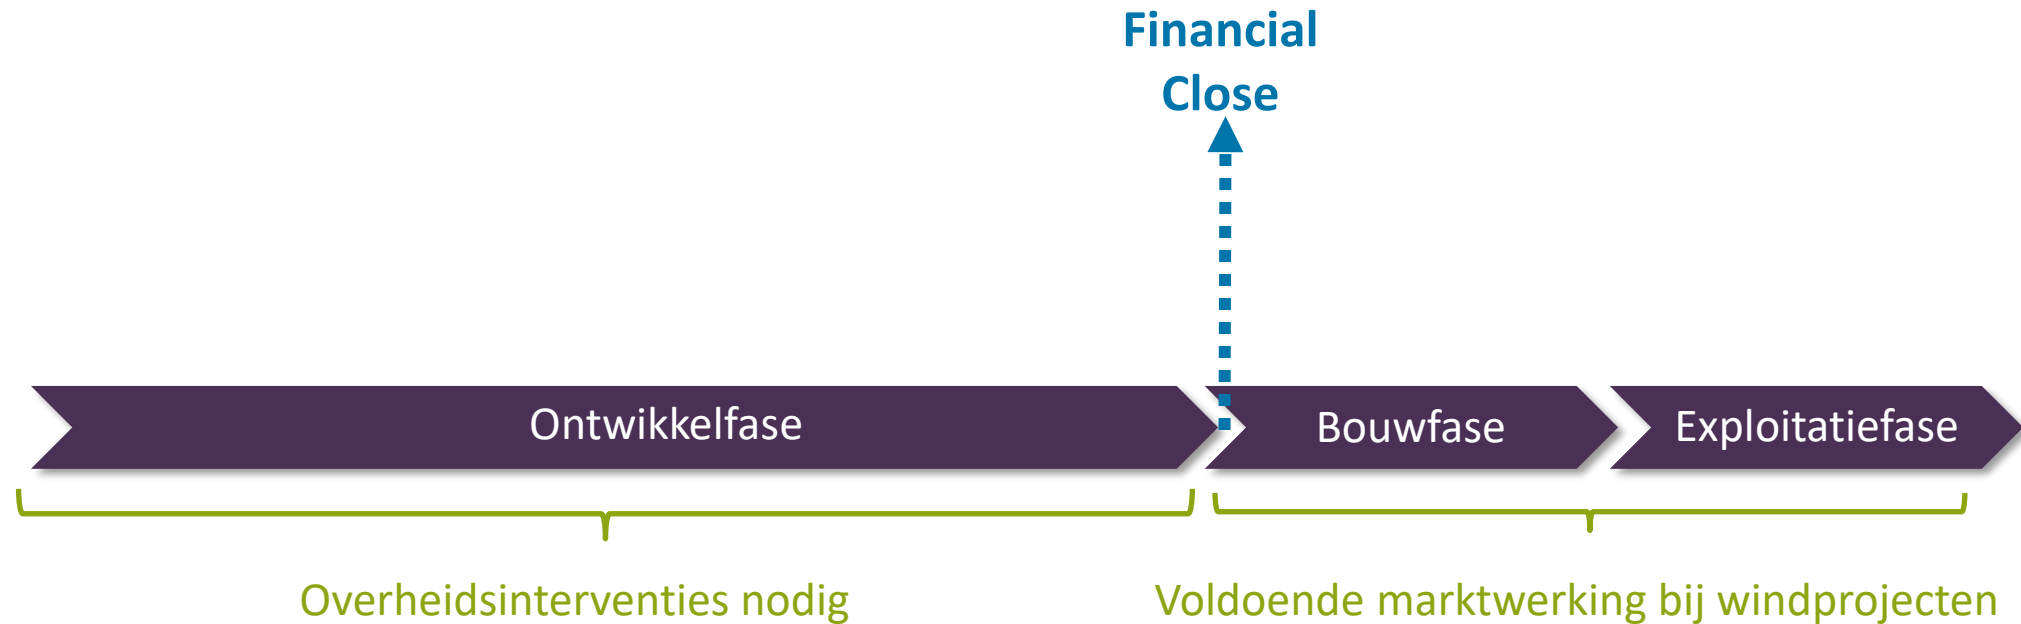 Financial
Close
Ontwikkelfase
Bouwfase
Exploitatiefase
Overheidsinterventies nodig
Voldoende marktwerking bij windprojecten